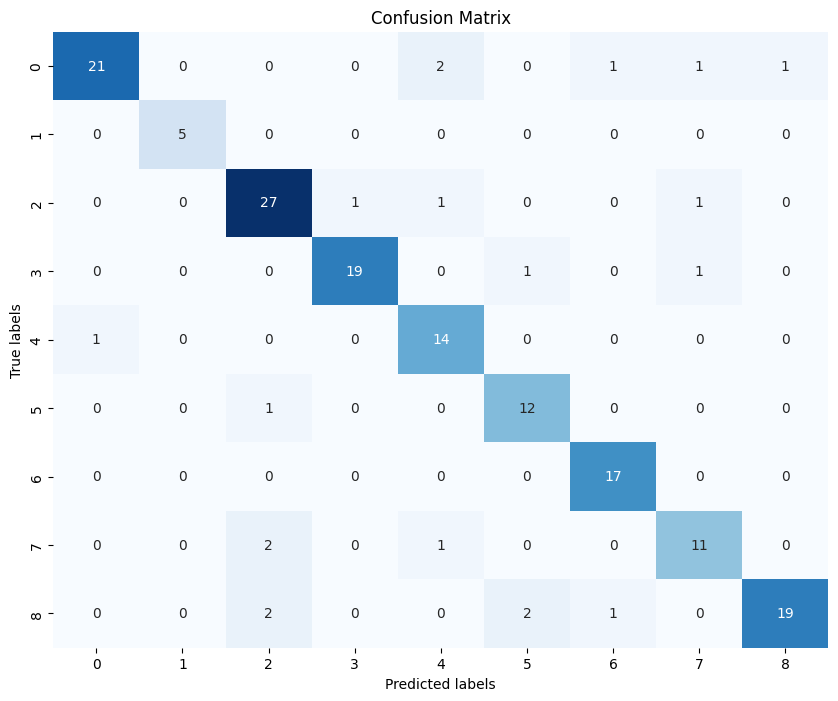 Confusion Matrix
0 21 0 0 0 2 0 1 1 1
1 0 5 0 0 0 0 0 0 0
2 0 0 27 1 1 0 0 1 0
3 0 0 0 19 0 1 0 1 0
4 1 0 0 0 14 0 0 0 0
5 0 0 1 0 0 12 0 0 0
6 0 0 0 0 0 0 17 0 0
7 0 0 2 0 1 0 0 11 0
8 0 0 2 0 0 2 1 0 19
True labels
0 1 2 3 4 5 6 7 8
Predicted labels